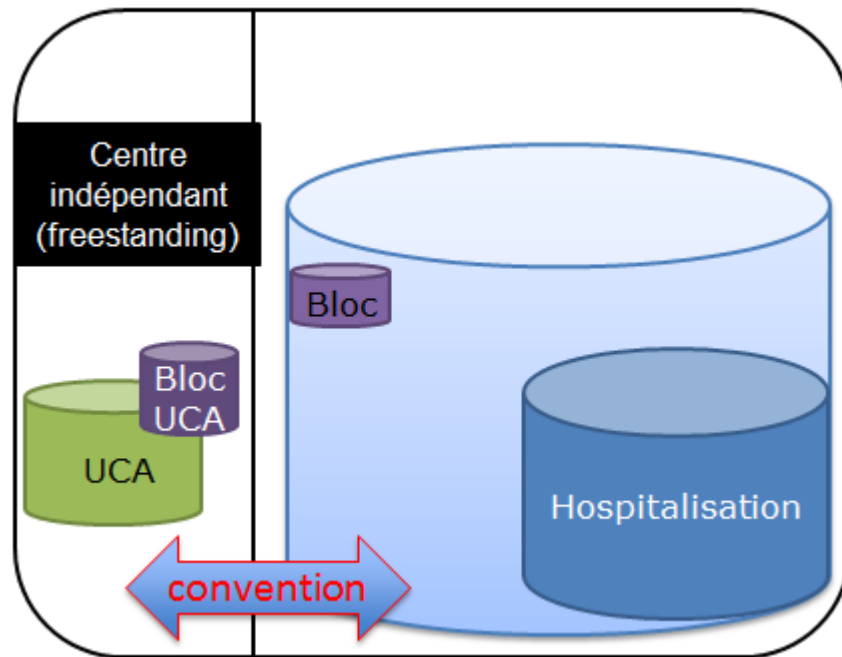 Centre
indépendant
(freestanding)
Bloc
Bloc
UCA
UCA
Hospitalisation
convention